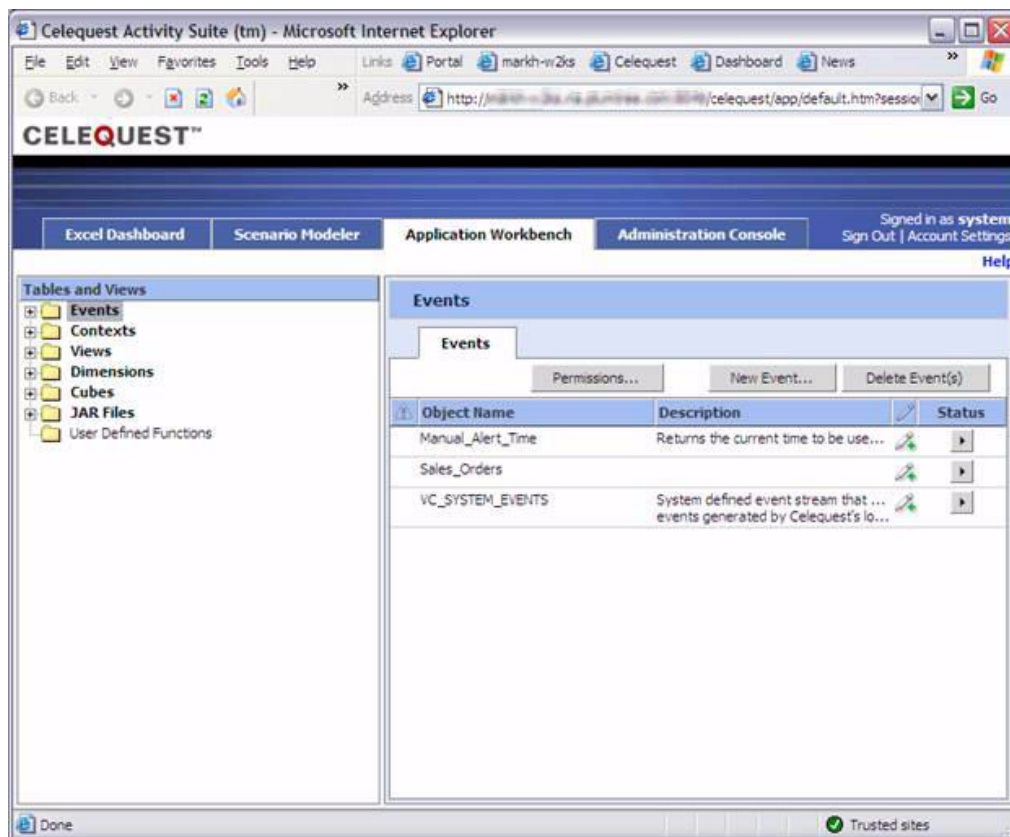 Celequest Activity Suite (tm) - Microsoft Internet Explorer
File Edit View Favorites Tools Help Links Portal markh-w2ks Celequest Dashboard News »
Back » Address http:// /celequest/app/default.htm?sessior Go
CELEQUEST™
Excel Dashboard Scenario Modeler Application Workbench Administration Console
Signed in as system
Sign Out | Account Settings
Help
Tables and Views
Events
Contexts
Views
Dimensions
Cubes
JAR Files
User Defined Functions
Events
Events
Permissions... New Event... Delete Event(s)
Object Name Description Status
Manual_Alert_Time Returns the current time to be use...
Sales_Orders
VC_SYSTEM_EVENTS System defined event stream that ...
events generated by Celequest's lo...
Done Trusted sites